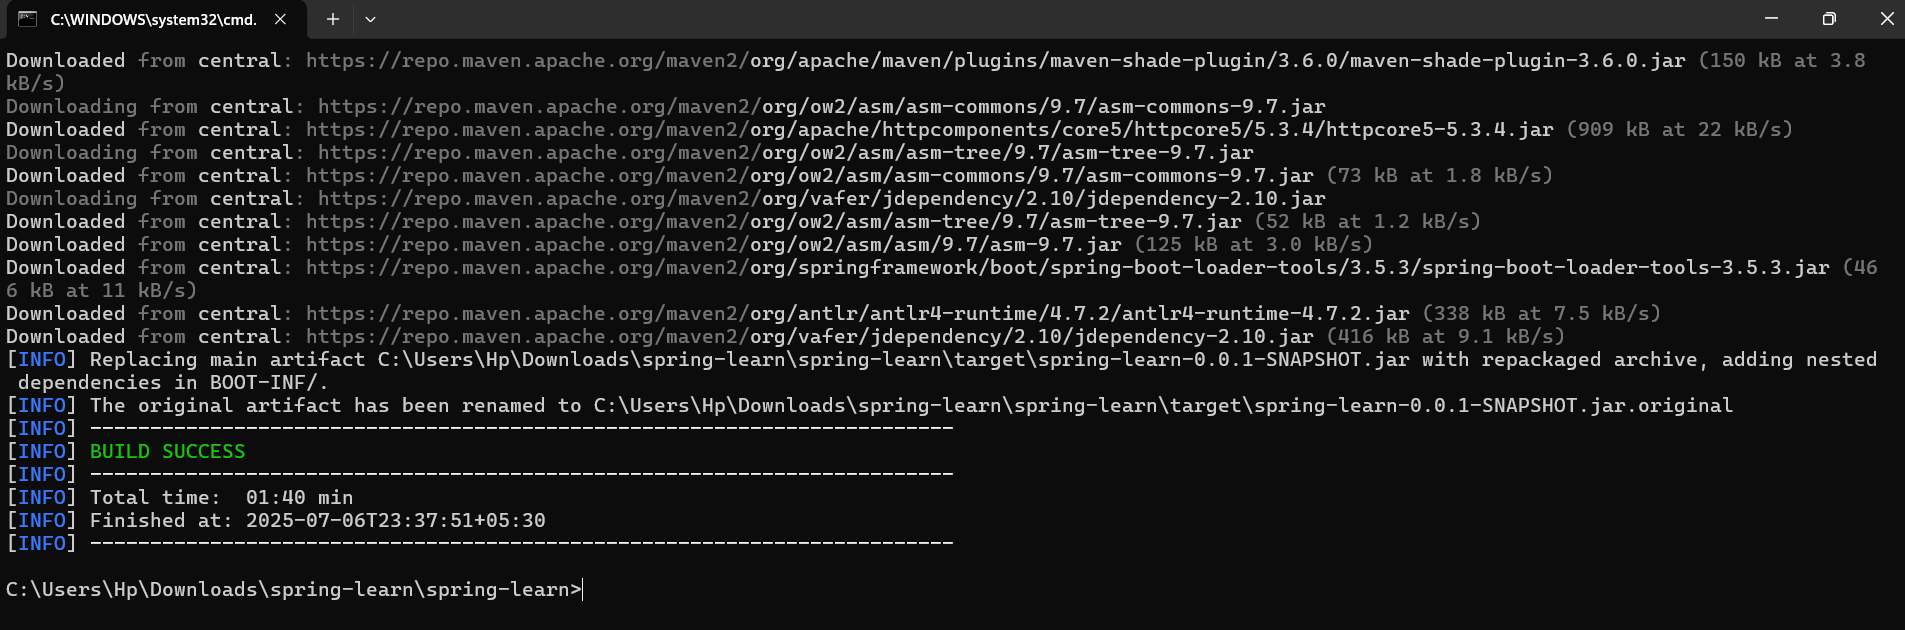 C:\WINDOWS\system32\cmd.
Downloaded from central: https://repo.maven.apache.org/maven2/org/apache/maven/plugins/maven-shade-plugin/3.6.0/maven-shade-plugin-3.6.0.jar (150 kB at 3.8
kB/s)
Downloading from central: https://repo.maven.apache.org/maven2/org/ow2/asm/asm-commons/9.7/asm-commons-9.7.jar
Downloaded from central: https://repo.maven.apache.org/maven2/org/apache/httpcomponents/core5/httpcore5/5.3.4/httpcore5-5.3.4.jar (909 kB at 22 kB/s)
Downloading from central: https://repo.maven.apache.org/maven2/org/ow2/asm/asm-tree/9.7/asm-tree-9.7.jar
Downloaded from central: https://repo.maven.apache.org/maven2/org/ow2/asm/asm-commons/9.7/asm-commons-9.7.jar (73 kB at 1.8 kB/s)
Downloading from central: https://repo.maven.apache.org/maven2/org/vafer/jdependency/2.10/jdependency-2.10.jar
Downloaded from central: https://repo.maven.apache.org/maven2/org/ow2/asm/asm-tree/9.7/asm-tree-9.7.jar (52 kB at 1.2 kB/s)
Downloaded from central: https://repo.maven.apache.org/maven2/org/ow2/asm/asm/9.7/asm-9.7.jar (125 kB at 3.0 kB/s)
Downloaded from central: https://repo.maven.apache.org/maven2/org/springframework/boot/spring-boot-loader-tools/3.5.3/spring-boot-loader-tools-3.5.3.jar (46
6 kB at 11 kB/s)
Downloaded from central: https://repo.maven.apache.org/maven2/org/antlr/antlr4-runtime/4.7.2/antlr4-runtime-4.7.2.jar (338 kB at 7.5 kB/s)
Downloaded from central: https://repo.maven.apache.org/maven2/org/vafer/jdependency/2.10/jdependency-2.10.jar (416 kB at 9.1 kB/s)
[INFO] Replacing main artifact C:\Users\Hp\Downloads\spring-learn\spring-learn\target\spring-learn-0.0.1-SNAPSHOT.jar with repackaged archive, adding nested
 dependencies in BOOT-INF/.
[INFO] The original artifact has been renamed to C:\Users\Hp\Downloads\spring-learn\spring-learn\target\spring-learn-0.0.1-SNAPSHOT.jar.original
[INFO] ------------------------------------------------------------------------
[INFO] BUILD SUCCESS
[INFO] ------------------------------------------------------------------------
[INFO] Total time:  01:40 min
[INFO] Finished at: 2025-07-06T23:37:51+05:30
[INFO] ------------------------------------------------------------------------
C:\Users\Hp\Downloads\spring-learn\spring-learn>